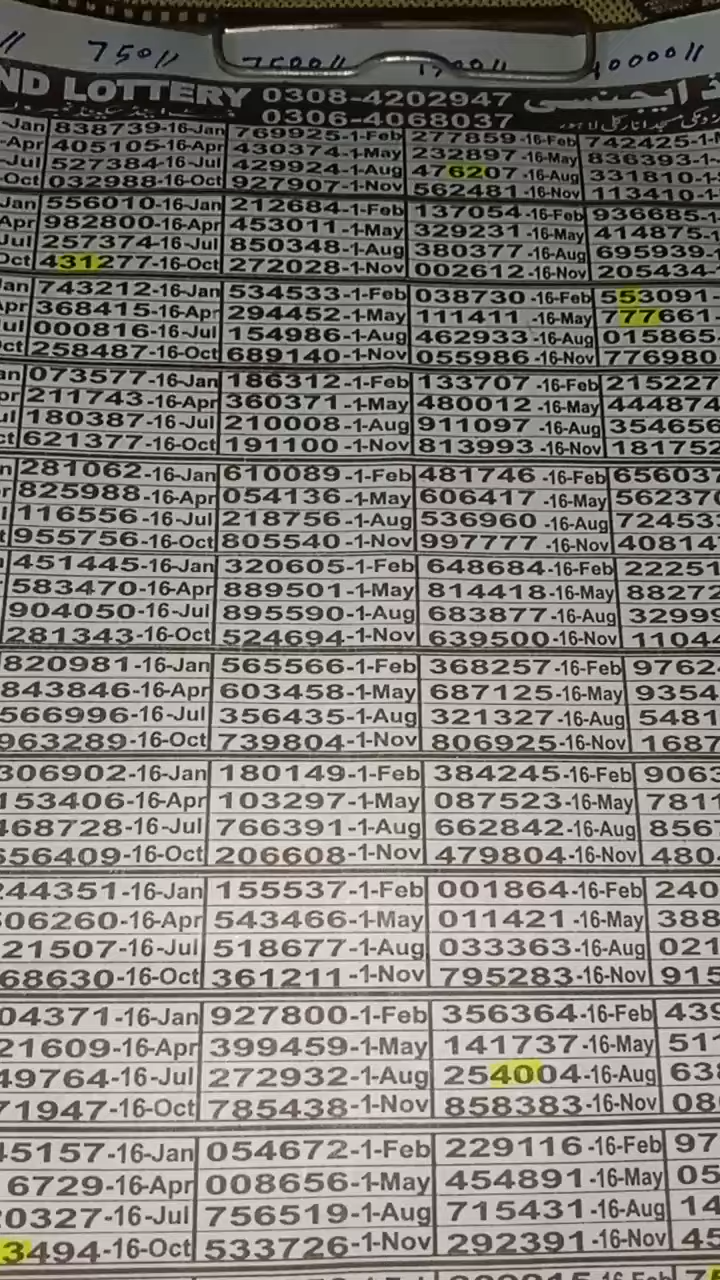 75011
750011
1000011
ND LOTTERY 0308-4202947
0306-4068037
-Jan 838739-16-Jan 769925-1-Feb 277859-16-Feb 742425-1-
-Apr 405105-16-Apr 430374-1-May 232897-16-May 836393-1-
-Jul 527384-16-Jul 429924-1-Aug 476207-16-Aug 331810-1-
Oct 032988-16-Oct 927907-1-Nov 562481-16-Nov 113410-1-
Jan 556010-16-Jan 212684-1-Feb 137054-16-Feb 936685-1
Apr 982800-16-Apr 453011-1-May 329231-16-May 414875-1
Jul 257374-16-Jul 850348-1-Aug 380377-16-Aug 695939-
Oct 431277-16-Oct 272028-1-Nov 002612-16-Nov 205434-
an 743212-16-Jan 534533-1-Feb 038730-16-Feb 553091-
pr 368415-16-Apr 294452-1-May 111411-16-May 777661-
ul 000816-16-Jul 154986-1-Aug 462933-16-Aug 015865-
ct 258487-16-Oct 689140-1-Nov 055986-16-Nov 776980
an 073577-16-Jan 186312-1-Feb 133707-16-Feb 215227
or 211743-16-Apr 360371-1-May 480012-16-May 444874
ul 180387-16-Jul 210008-1-Aug 911097-16-Aug 354656
ct 621377-16-Oct 191100-1-Nov 813993-16-Nov 181752
n 281062-16-Jan 610089-1-Feb 481746-16-Feb 65603
r 825988-16-Apr 054136-1-May 606417-16-May 56237
l 116556-16-Jul 218756-1-Aug 536960-16-Aug 72453
t 955756-16-Oct 805540-1-Nov 997777-16-Nov 40814
451445-16-Jan 320605-1-Feb 648684-16-Feb 22251
583470-16-Apr 889501-1-May 814418-16-May 88272
904050-16-Jul 895590-1-Aug 683877-16-Aug 3299
281343-16-Oct 524694-1-Nov 639500-16-Nov 1104
820981-16-Jan 565566-1-Feb 368257-16-Feb 9762
843846-16-Apr 603458-1-May 687125-16-May 9354
566996-16-Jul 356435-1-Aug 321327-16-Aug 5481
963289-16-Oct 739804-1-Nov 806925-16-Nov 1687
306902-16-Jan 180149-1-Feb 384245-16-Feb 906
153406-16-Apr 103297-1-May 087523-16-May 781
468728-16-Jul 766391-1-Aug 662842-16-Aug 856
556409-16-Oct 206608-1-Nov 479804-16-Nov 480
244351-16-Jan 155537-1-Feb 001864-16-Feb 240
06260-16-Apr 543466-1-May 011421-16-May 388
21507-16-Jul 518677-1-Aug 033363-16-Aug 021
68630-16-Oct 361211-1-Nov 795283-16-Nov 915
04371-16-Jan 927800-1-Feb 356364-16-Feb 439
21609-16-Apr 399459-1-May 141737-16-May 51
49764-16-Jul 272932-1-Aug 254004-16-Aug 63
71947-16-Oct 785438-1-Nov 858383-16-Nov 08
45157-16-Jan 054672-1-Feb 229116-16-Feb 97
6729-16-Apr 008656-1-May 454891-16-May 05
0327-16-Jul 756519-1-Aug 715431-16-Aug 14
3494-16-Oct 533726-1-Nov 292391-16-Nov 45